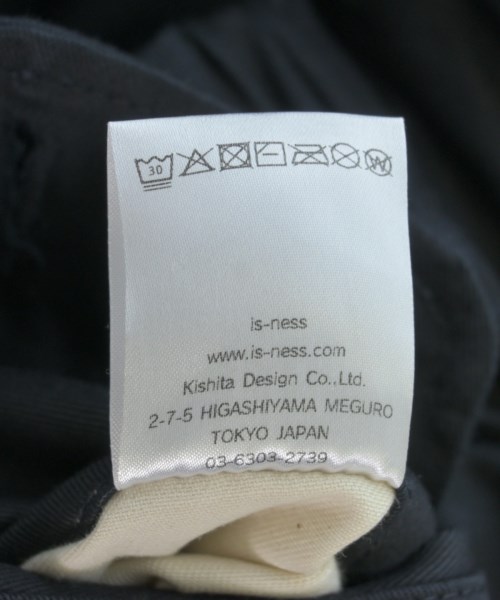 30
is-ness
www.is-ness.com
Kishita Design Co.,Ltd.
2-7-5 HIGASHIYAMA MEGURO
TOKYO JAPAN
03-6303-2739